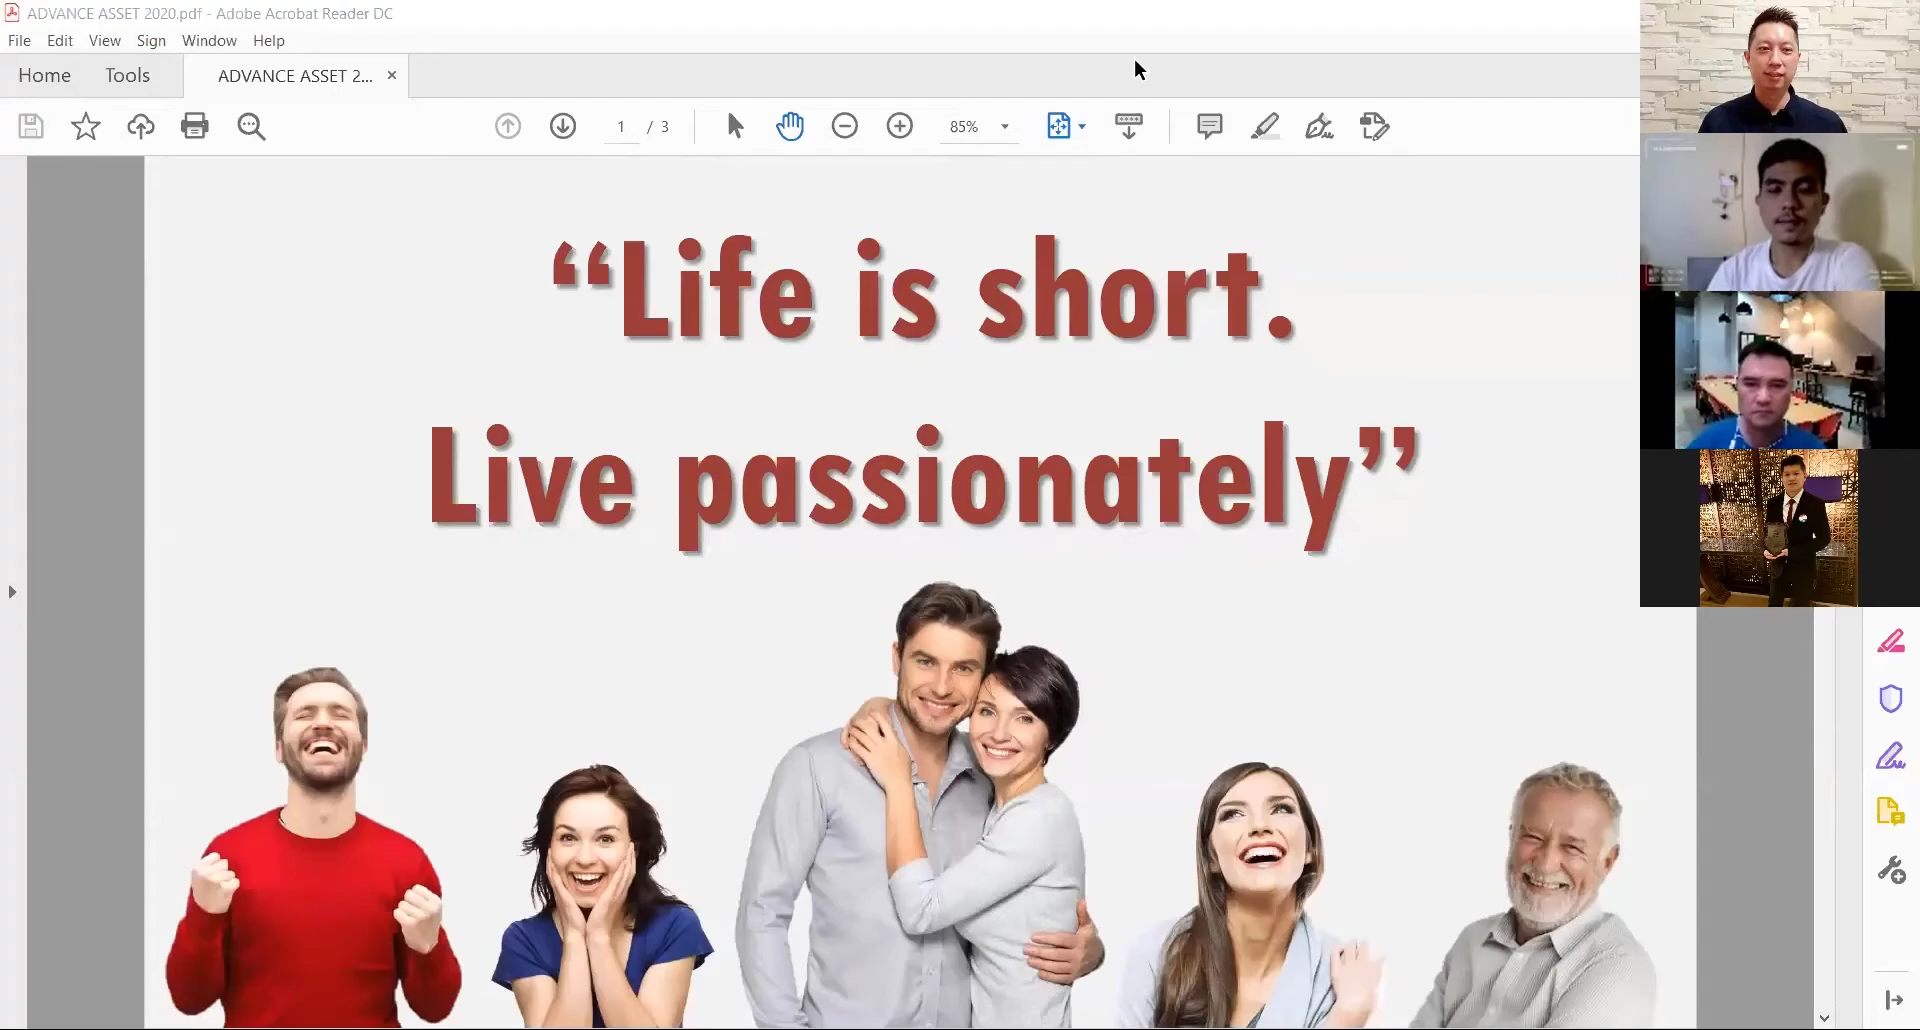 ADVANCE ASSET 2020.pdf - Adobe Acrobat Reader DC
File Edit View Sign Window Help
Home Tools ADVANCE ASSET 2... ×
1 / 3 85%
“Life is short.
Live passionately”